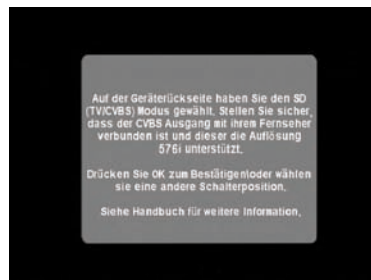 Auf der Geräterückseite haben Sie den SD
(TV/CVBS) Modus gewählt. Stellen Sie sicher,
dass der CVBS Ausgang mit ihrem Fernseher
verbunden ist und dieser die Auflösung
576i unterstützt.
Drücken Sie OK zum Bestätigenloder wählen
sie eine andere Schalterposition.
Siehe Handbuch für weitere Information.